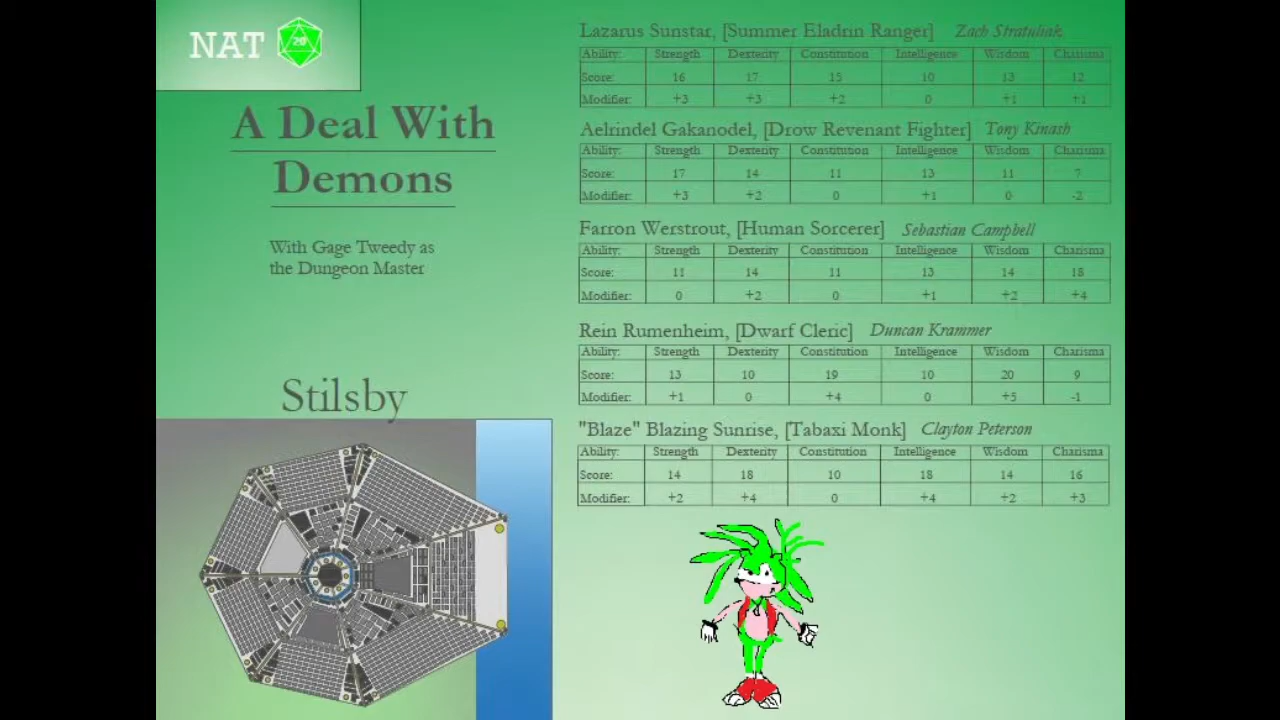 NAT 20
A Deal With
Demons
With Gage Tweedy as
the Dungeon Master
Stilsby
Lazarus Sunstar, [Summer Eladrin Ranger] Zach Stratuliak
Ability: Strength Dexterity Constitution Intelligence Wisdom Charisma
Score: 16 17 15 10 13 12
Modifier: +3 +3 +2 0 +1 +1
Aelrindel Gakanodel, [Drow Revenant Fighter] Tony Kinash
Ability: Strength Dexterity Constitution Intelligence Wisdom Charisma
Score: 17 14 11 13 11 7
Modifier: +3 +2 0 +1 0 -2
Farron Werstrout, [Human Sorcerer] Sebastian Campbell
Ability: Strength Dexterity Constitution Intelligence Wisdom Charisma
Score: 11 14 11 13 14 18
Modifier: 0 +2 0 +1 +2 +4
Rein Rumenheim, [Dwarf Cleric] Duncan Krammer
Ability: Strength Dexterity Constitution Intelligence Wisdom Charisma
Score: 13 10 19 10 20 9
Modifier: +1 0 +4 0 +5 -1
"Blaze" Blazing Sunrise, [Tabaxi Monk] Clayton Peterson
Ability: Strength Dexterity Constitution Intelligence Wisdom Charisma
Score: 14 18 10 18 14 16
Modifier: +2 +4 0 +4 +2 +3